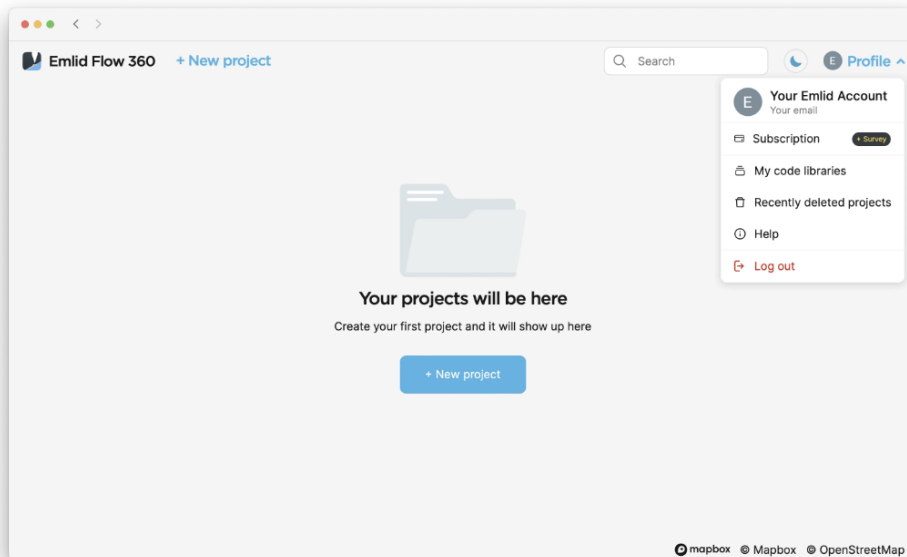 Emlid Flow 360
+ New project
Search
E
Profile
E
Your Emlid Account
Your email
Subscription
+ Survey
My code libraries
Recently deleted projects
Help
Log out
Your projects will be here
Create your first project and it will show up here
+ New project
mapbox © Mapbox © OpenStreetMap